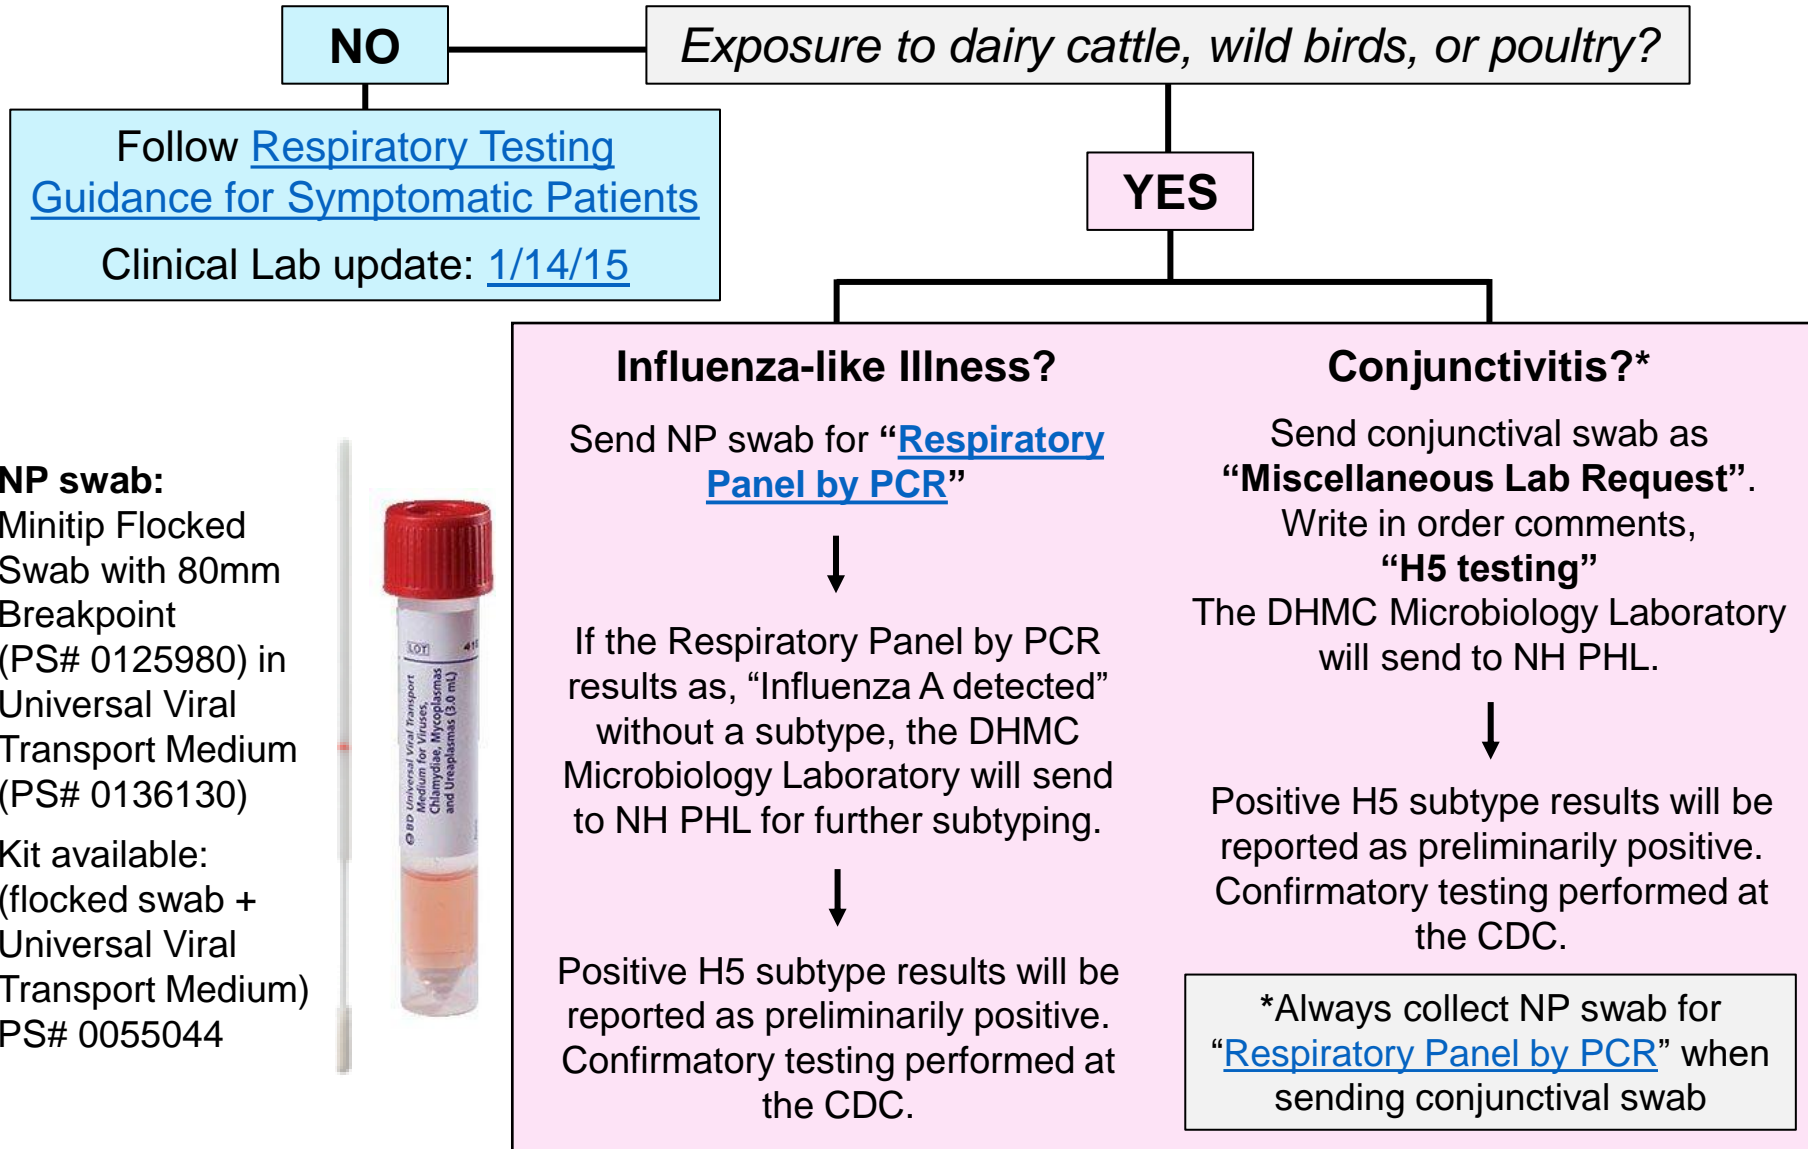 NO
Exposure to dairy cattle, wild birds, or poultry?
Follow Respiratory Testing
Guidance for Symptomatic Patients
Clinical Lab update: 1/14/15
YES
Influenza-like Illness?
Send NP swab for “Respiratory
Panel by PCR”
If the Respiratory Panel by PCR
results as, “Influenza A detected”
without a subtype, the DHMC
Microbiology Laboratory will send
to NH PHL for further subtyping.
Positive H5 subtype results will be
reported as preliminarily positive.
Confirmatory testing performed at
the CDC.
Conjunctivitis?*
Send conjunctival swab as
“Miscellaneous Lab Request”.
Write in order comments,
“H5 testing”
The DHMC Microbiology Laboratory
will send to NH PHL.
Positive H5 subtype results will be
reported as preliminarily positive.
Confirmatory testing performed at
the CDC.
*Always collect NP swab for
“Respiratory Panel by PCR” when
sending conjunctival swab
NP swab:
Minitip Flocked
Swab with 80mm
Breakpoint
(PS# 0125980) in
Universal Viral
Transport Medium
(PS# 0136130)
Kit available:
(flocked swab +
Universal Viral
Transport Medium)
PS# 0055044
LOT
BD Universal Viral Transport
Medium for Viruses,
Chlamydiae, Mycoplasmas
and Ureaplasmas (3.0 mL)